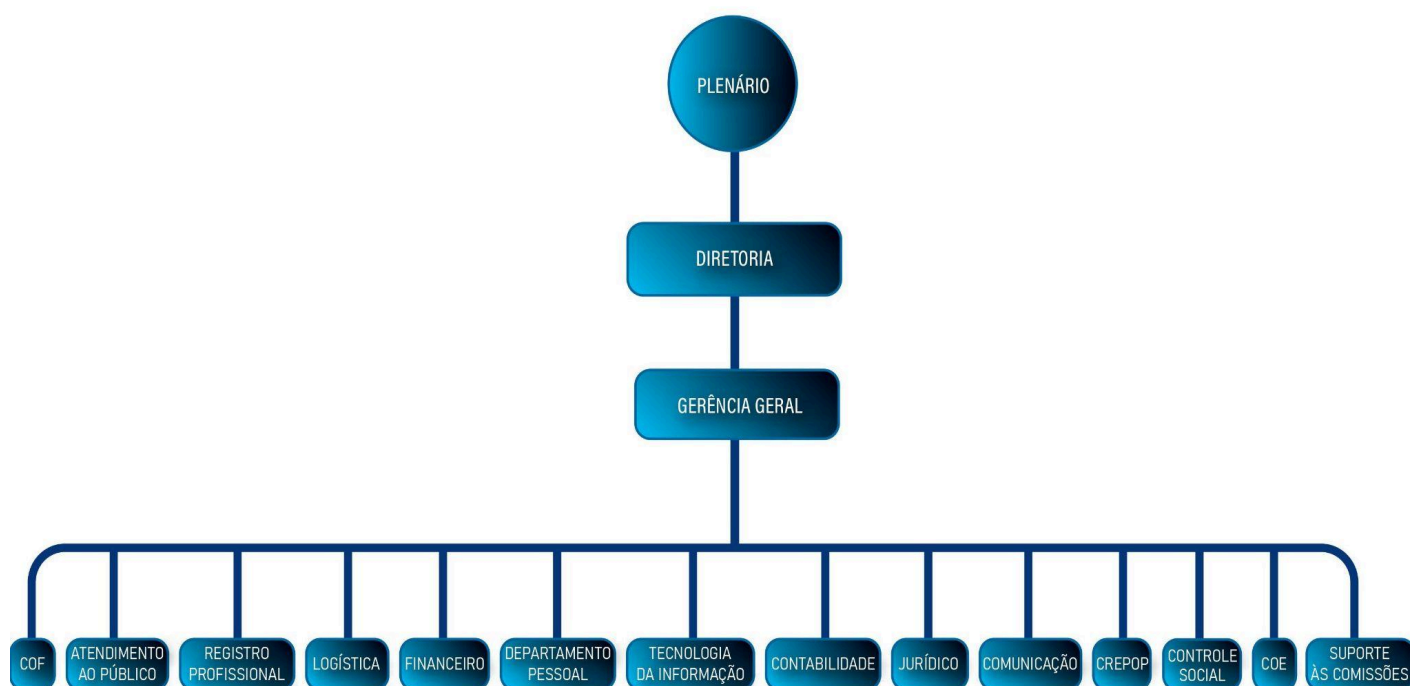 PLENÁRIO
DIRETORIA
GERÊNCIA GERAL
COF
ATENDIMENTO
AO PÚBLICO
REGISTRO
PROFISSIONAL
LOGÍSTICA
FINANCEIRO
DEPARTAMENTO
PESSOAL
TECNOLOGIA
DA INFORMAÇÃO
CONTABILIDADE
JURÍDICO
COMUNICAÇÃO
CREPOP
CONTROLE
SOCIAL
COE
SUPORTE
ÀS COMISSÕES